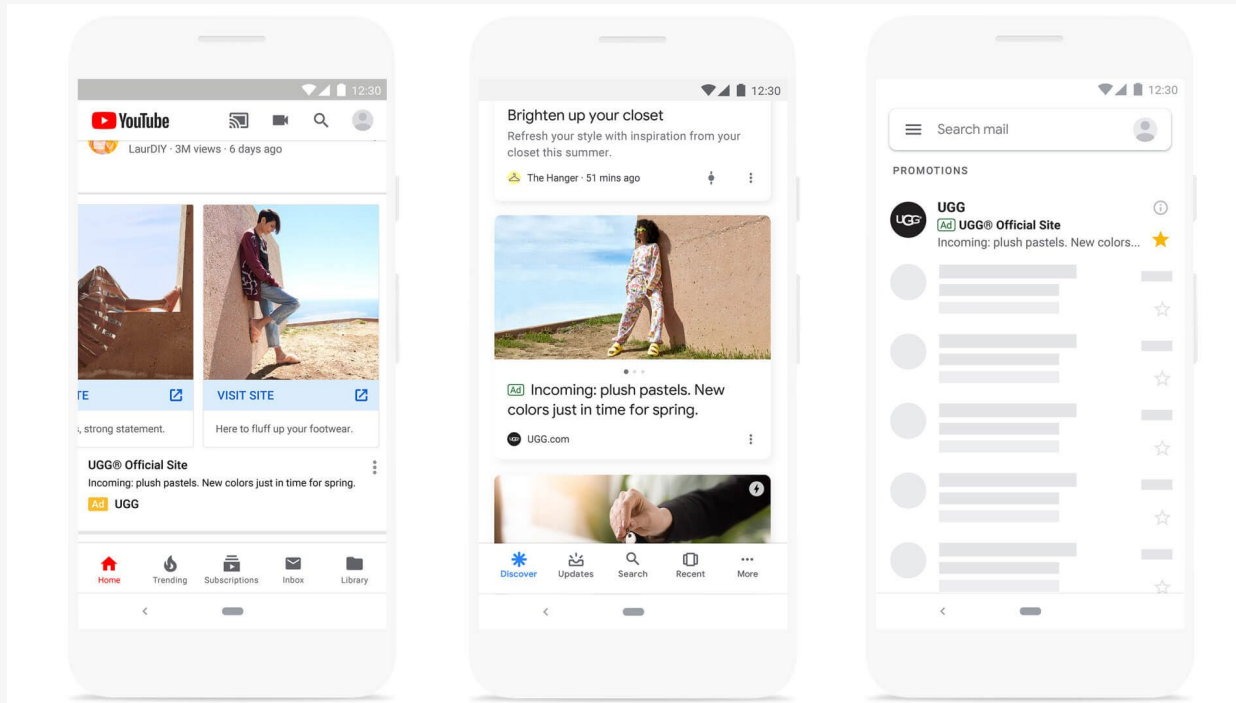 12:30
YouTube
LaurDIY · 3M views · 6 days ago
TE
VISIT SITE
, strong statement.
Here to fluff up your footwear.
UGG® Official Site
Incoming: plush pastels. New colors just in time for spring.
Ad UGG
Home Trending Subscriptions Inbox Library
12:30
Brighten up your closet
Refresh your style with inspiration from your
closet this summer.
The Hanger · 51 mins ago
Ad Incoming: plush pastels. New
colors just in time for spring.
UGG UGG.com
Discover Updates Search Recent More
12:30
Search mail
PROMOTIONS
UGG
UGG
Ad UGG® Official Site
Incoming: plush pastels. New colors...